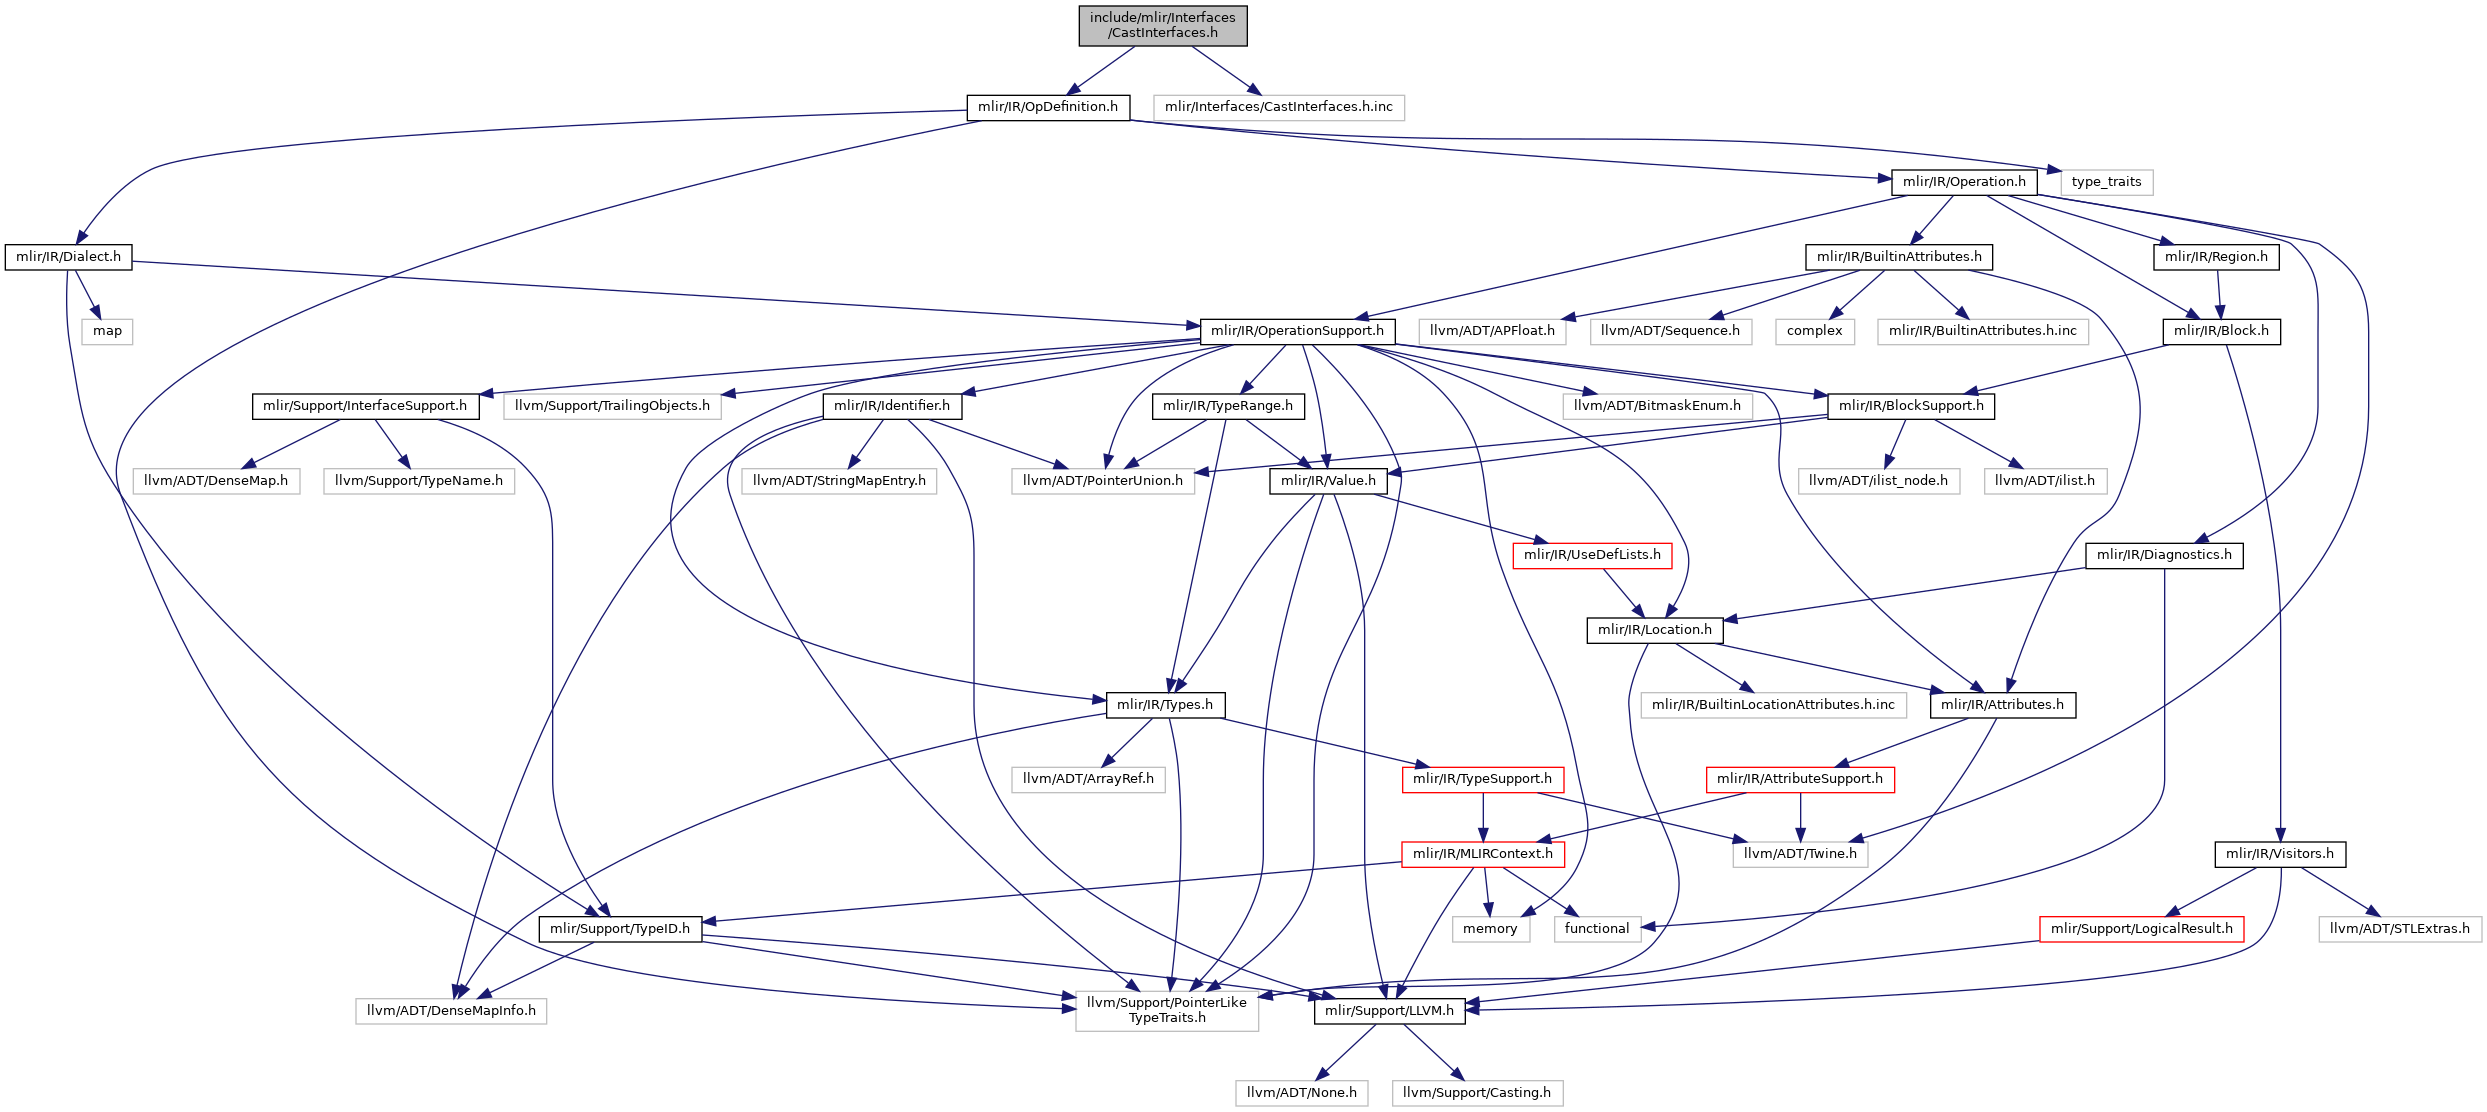 include/mlir/Interfaces
/CastInterfaces.h
mlir/IR/OpDefinition.h
mlir/Interfaces/CastInterfaces.h.inc
mlir/IR/Operation.h
type_traits
mlir/IR/Dialect.h
mlir/IR/BuiltinAttributes.h
mlir/IR/Region.h
map
mlir/IR/OperationSupport.h
llvm/ADT/APFloat.h
llvm/ADT/Sequence.h
complex
mlir/IR/BuiltinAttributes.h.inc
mlir/IR/Block.h
mlir/Support/InterfaceSupport.h
llvm/Support/TrailingObjects.h
mlir/IR/Identifier.h
mlir/IR/TypeRange.h
llvm/ADT/BitmaskEnum.h
mlir/IR/BlockSupport.h
llvm/ADT/DenseMap.h
llvm/Support/TypeName.h
llvm/ADT/StringMapEntry.h
llvm/ADT/PointerUnion.h
mlir/IR/Value.h
llvm/ADT/ilist_node.h
llvm/ADT/ilist.h
mlir/IR/UseDefLists.h
mlir/IR/Diagnostics.h
mlir/IR/Location.h
mlir/IR/Types.h
mlir/IR/BuiltinLocationAttributes.h.inc
mlir/IR/Attributes.h
llvm/ADT/ArrayRef.h
mlir/IR/TypeSupport.h
mlir/IR/AttributeSupport.h
mlir/IR/MLIRContext.h
llvm/ADT/Twine.h
mlir/IR/Visitors.h
mlir/Support/TypeID.h
memory
functional
mlir/Support/LogicalResult.h
llvm/ADT/STLExtras.h
llvm/ADT/DenseMapInfo.h
llvm/Support/PointerLike
TypeTraits.h
mlir/Support/LLVM.h
llvm/ADT/None.h
llvm/Support/Casting.h